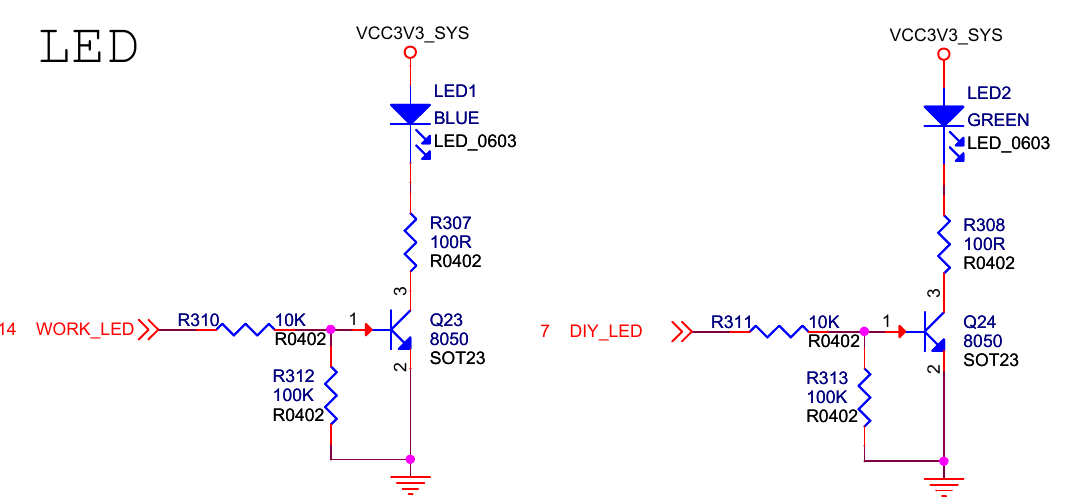 LED
VCC3V3_SYS
LED1
BLUE
LED_0603
R307
100R
R0402
3
14 WORK_LED
R310
10K
R0402
1
Q23
8050
SOT23
2
R312
100K
R0402
VCC3V3_SYS
LED2
GREEN
LED_0603
R308
100R
R0402
3
7 DIY_LED
R311
10K
R0402
1
Q24
8050
SOT23
2
R313
100K
R0402